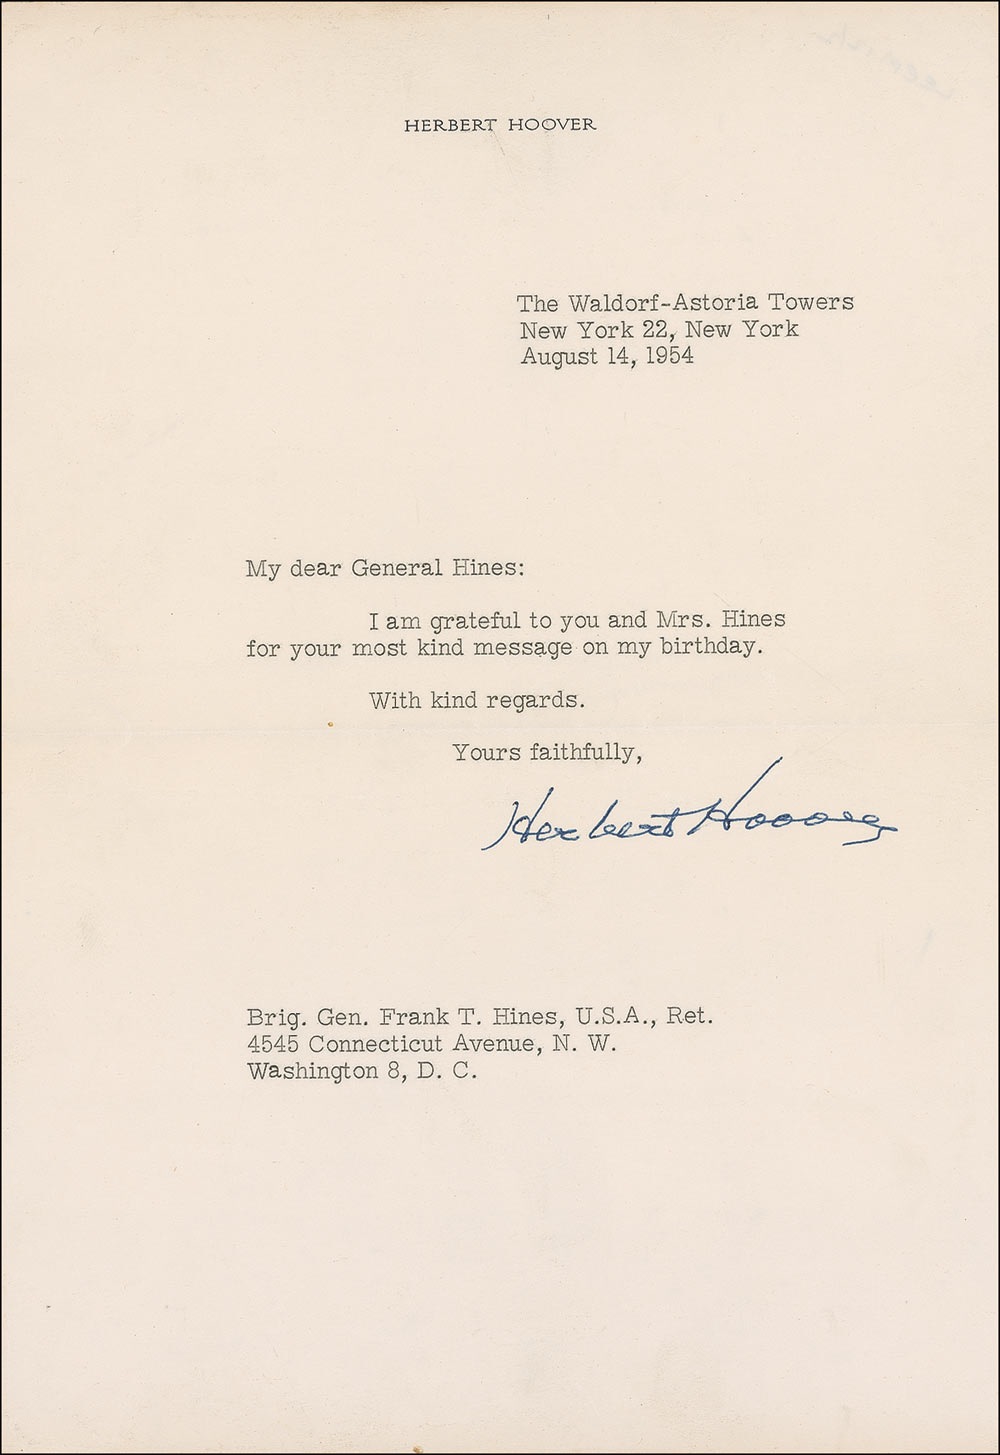 HERBERT HOOVER
The Waldorf-Astoria Towers
New York 22, New York
August 14, 1954
My dear General Hines:
I am grateful to you and Mrs. Hines
for your most kind message on my birthday.
With kind regards.
Yours faithfully,
Herbert Hoover
Brig. Gen. Frank T. Hines, U.S.A., Ret.
4545 Connecticut Avenue, N. W.
Washington 8, D. C.